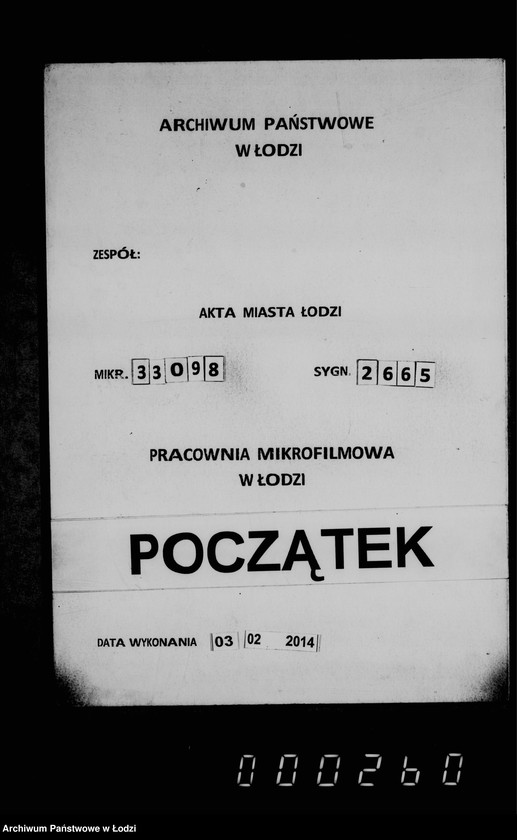 ARCHIWUM PAŃSTWOWE
W ŁODZI
ZESPÓŁ:
AKTA MIASTA ŁODZI
MIKR. 33098 SYGN. 2665
PRACOWNIA MIKROFILMOWA
W ŁODZI
POCZĄTEK
DATA WYKONANIA 03 02 2014
000260
Archiwum Państwowe w Łodzi